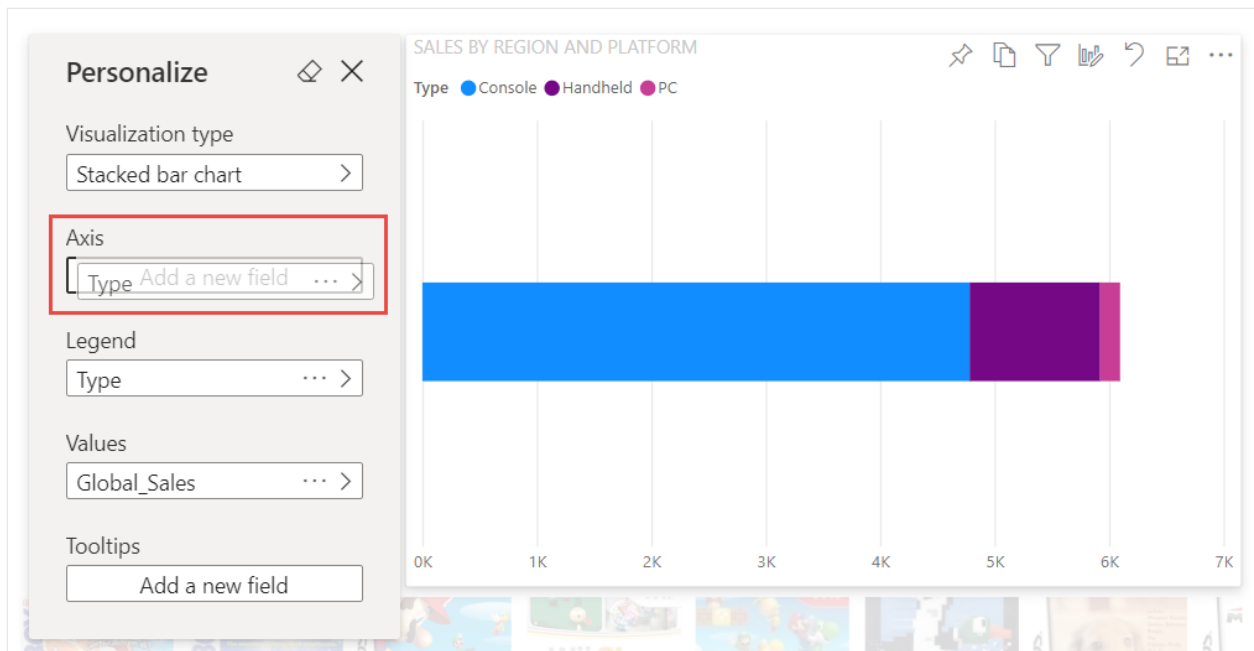 Personalize
Visualization type
Stacked bar chart
Axis
Type Add a new field
Legend
Type
Values
Global_Sales
Tooltips
Add a new field
SALES BY REGION AND PLATFORM
Type Console Handheld PC
0K 1K 2K 3K 4K 5K 6K 7K